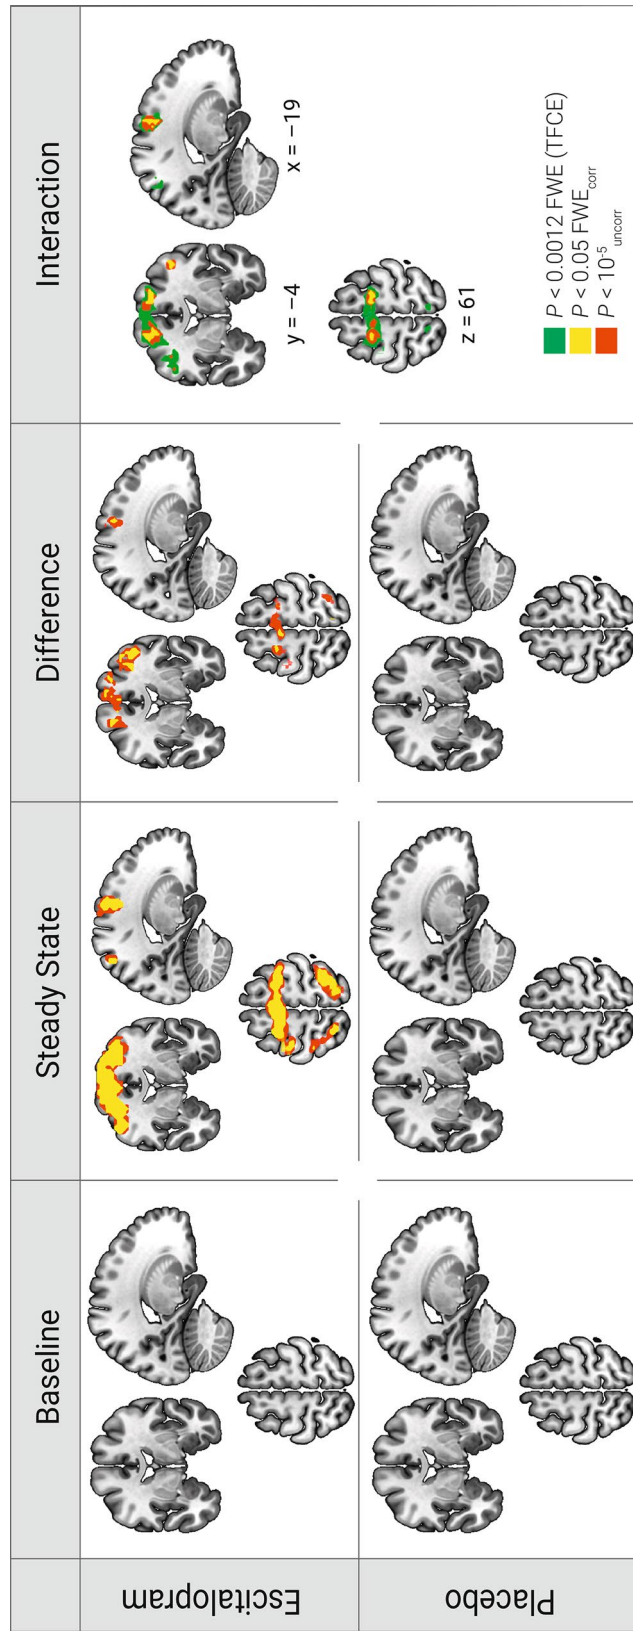 Baseline
Steady State
Difference
Interaction
Escitalopram
Placebo
y = −4
x = −19
z = 61
P < 0.0012 FWE (TFCE)
P < 0.05 FWEcorr
P < 10-5uncorr